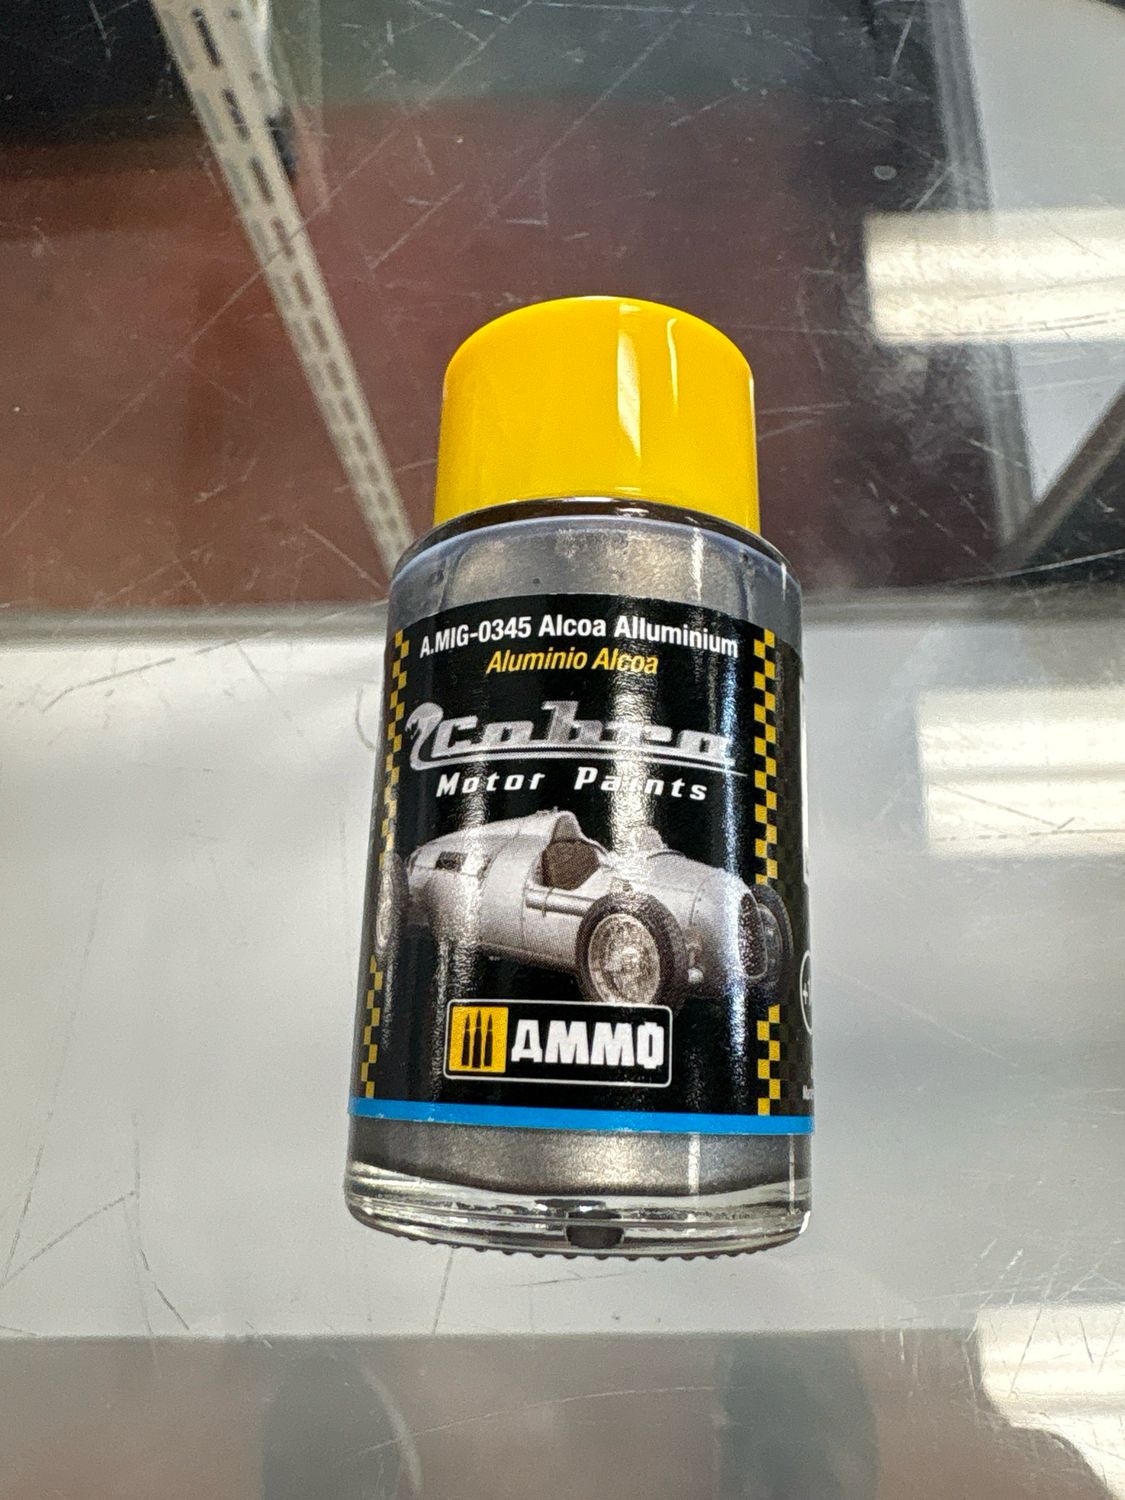 A.MIG-0345 Alcoa Alluminium
Aluminio Alcoa
Cobra
Motor Paints
AMMO